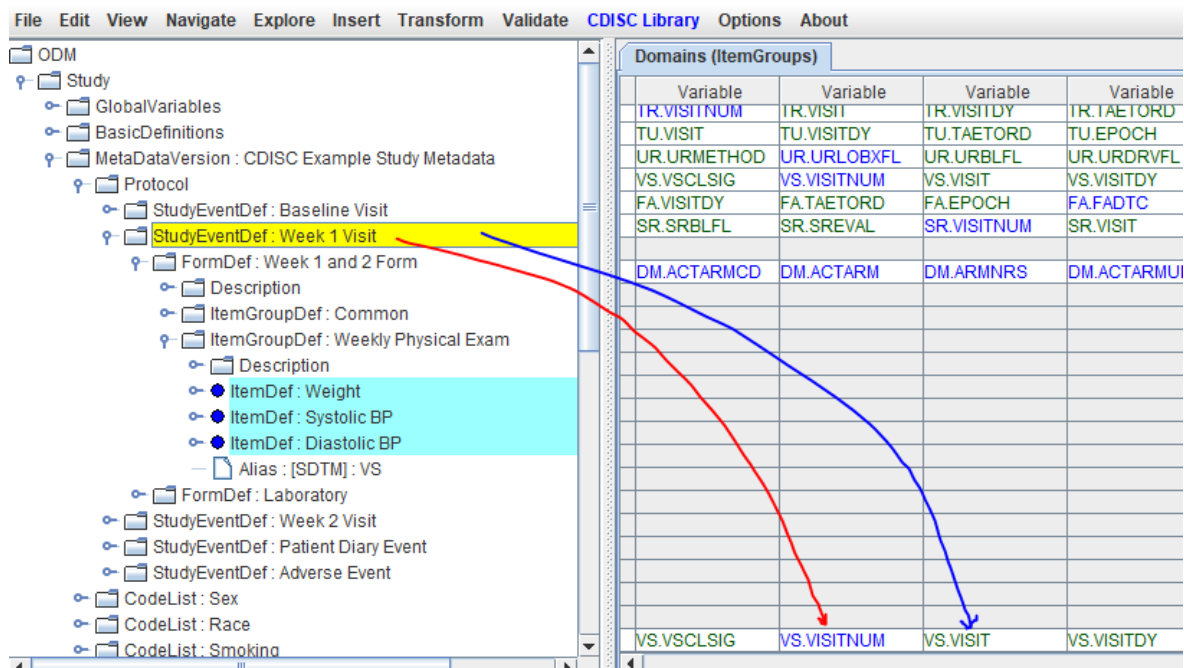 File Edit View Navigate Explore Insert Transform Validate CDISC Library Options About
ODM
Study
GlobalVariables
BasicDefinitions
MetaDataVersion : CDISC Example Study Metadata
Protocol
StudyEventDef : Baseline Visit
StudyEventDef : Week 1 Visit
FormDef : Week 1 and 2 Form
Description
ItemGroupDef : Common
ItemGroupDef : Weekly Physical Exam
Description
ItemDef : Weight
ItemDef : Systolic BP
ItemDef : Diastolic BP
Alias : [SDTM] : VS
FormDef : Laboratory
StudyEventDef : Week 2 Visit
StudyEventDef : Patient Diary Event
StudyEventDef : Adverse Event
CodeList : Sex
CodeList : Race
CodeList : Smoking
Domains (ItemGroups)
Variable Variable Variable Variable
TR.VISITNUM TR.VISIT TR.VISITDY TR.TAETORD
TU.VISIT TU.VISITDY TU.TAETORD TU.EPOCH
UR.URMETHOD UR.URLOBXFL UR.URBLFL UR.URDRVFL
VS.VSCLSIG VS.VISITNUM VS.VISIT VS.VISITDY
FA.VISITDY FA.TAETORD FA.EPOCH FA.FADTC
SR.SRBLFL SR.SREVAL SR.VISITNUM SR.VISIT
DM.ACTARMCD DM.ACTARM DM.ARMNRS DM.ACTARMU
VS.VSCLSIG VS.VISITNUM VS.VISIT VS.VISITDY